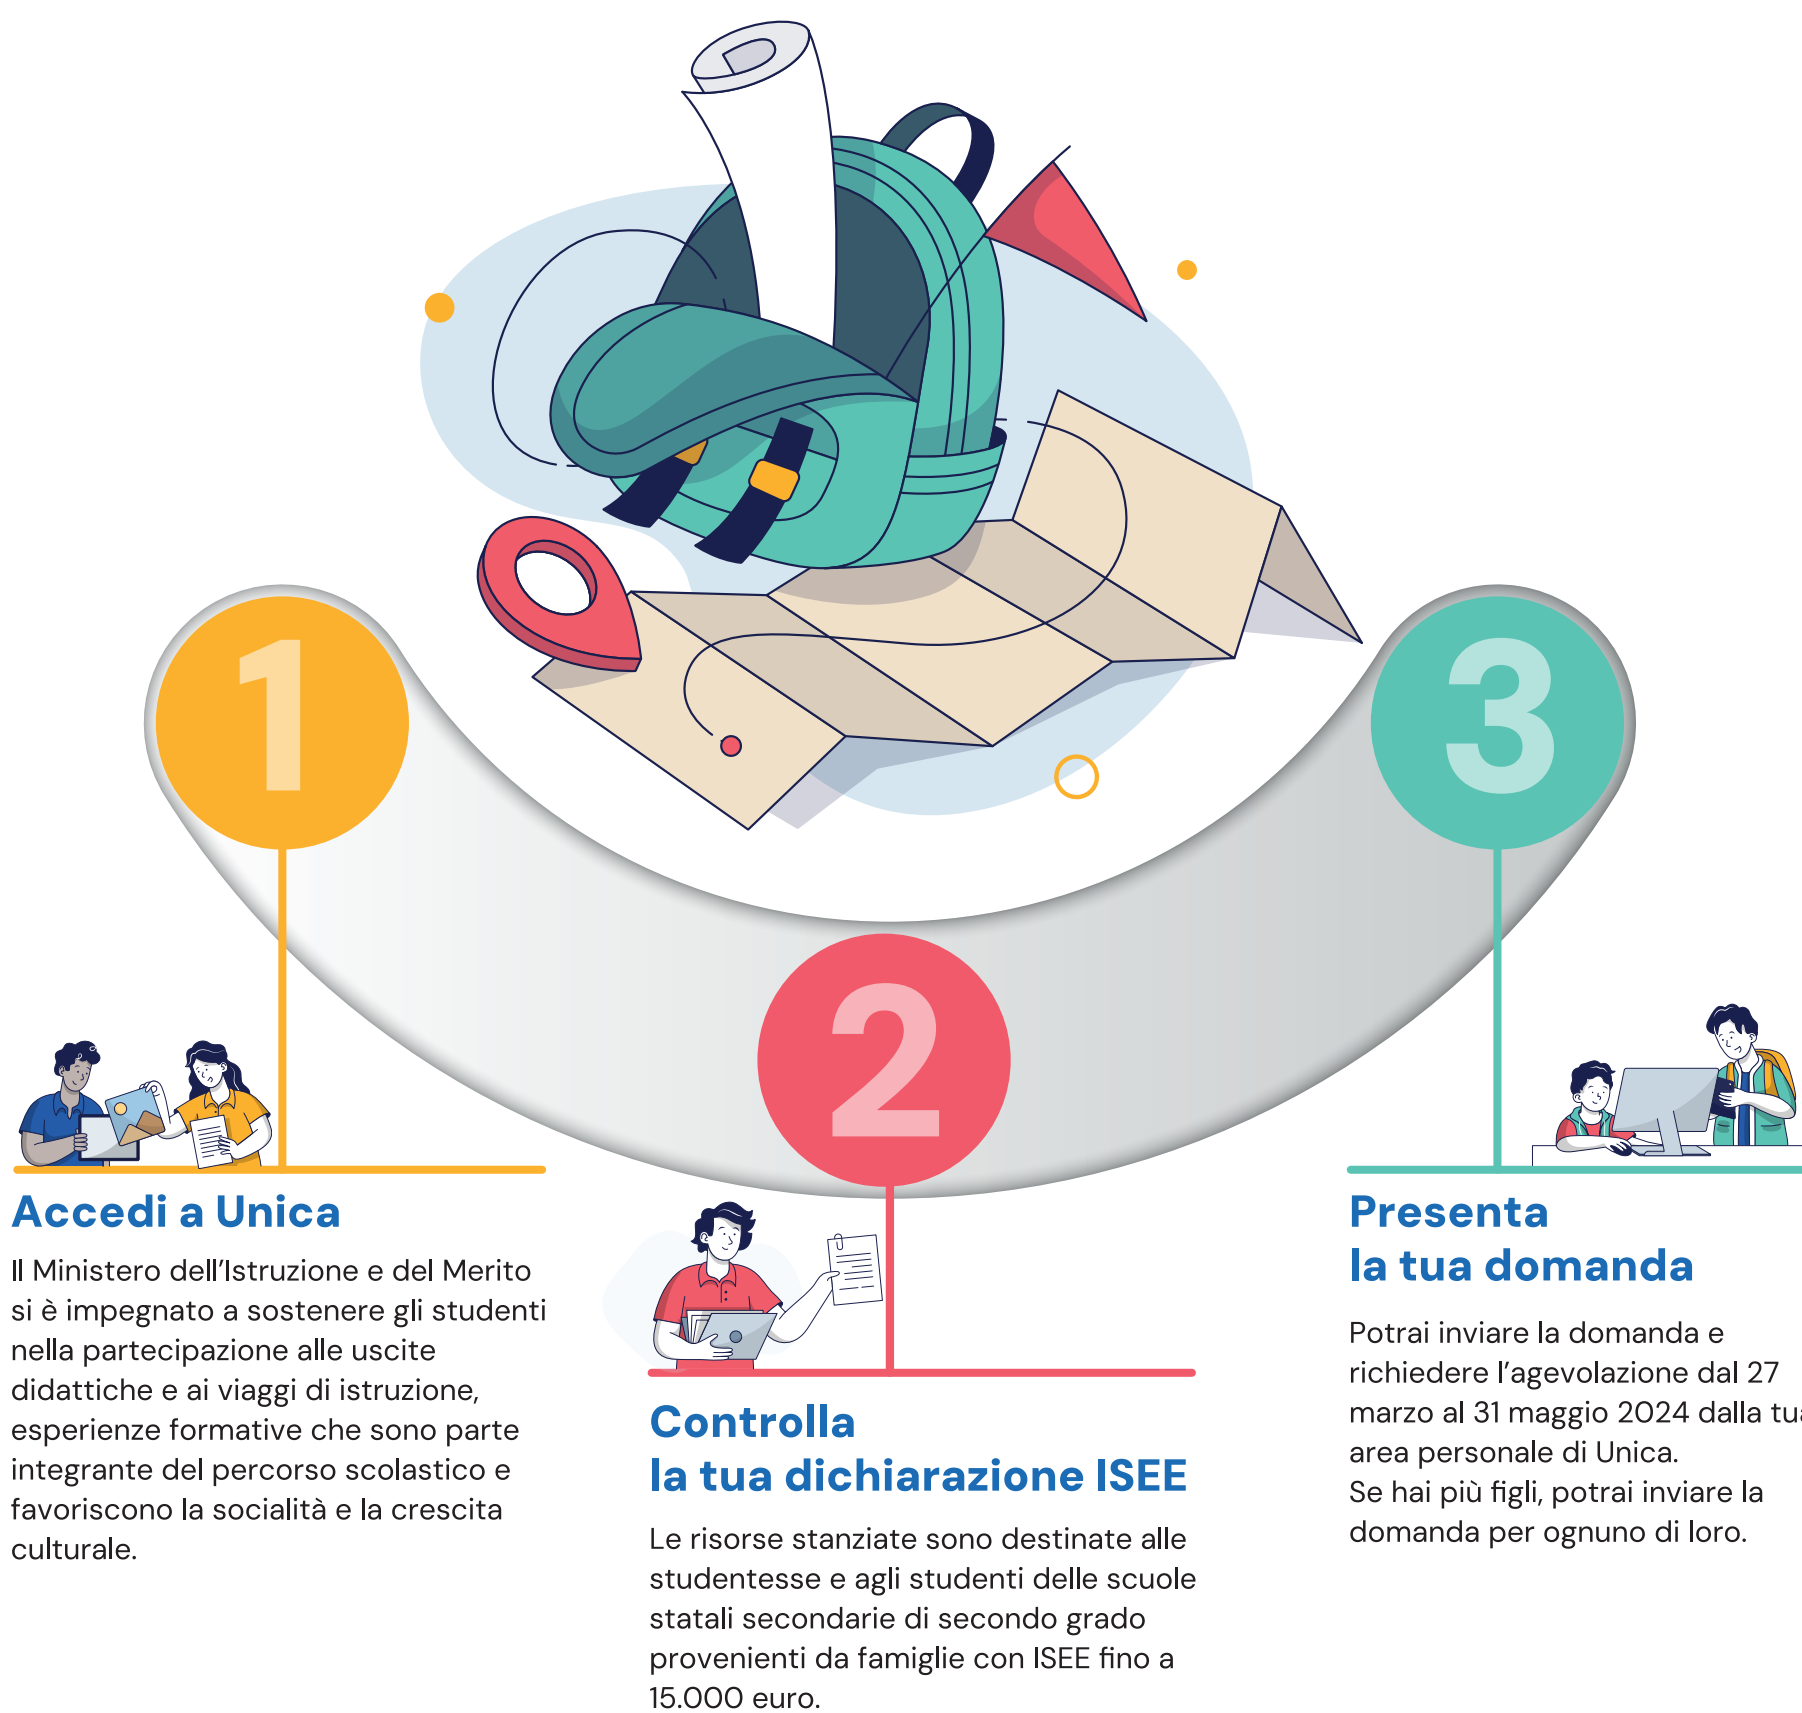 1
Accedi a Unica
Il Ministero dell'Istruzione e del Merito
si è impegnato a sostenere gli studenti
nella partecipazione alle uscite
didattiche e ai viaggi di istruzione,
esperienze formative che sono parte
integrante del percorso scolastico e
favoriscono la socialità e la crescita
culturale.
2
Controlla
la tua dichiarazione ISEE
Le risorse stanziate sono destinate alle
studentesse e agli studenti delle scuole
statali secondarie di secondo grado
provenienti da famiglie con ISEE fino a
15.000 euro.
3
Presenta
la tua domanda
Potrai inviare la domanda e
richiedere l'agevolazione dal 27
marzo al 31 maggio 2024 dalla tua
area personale di Unica.
Se hai più figli, potrai inviare la
domanda per ognuno di loro.